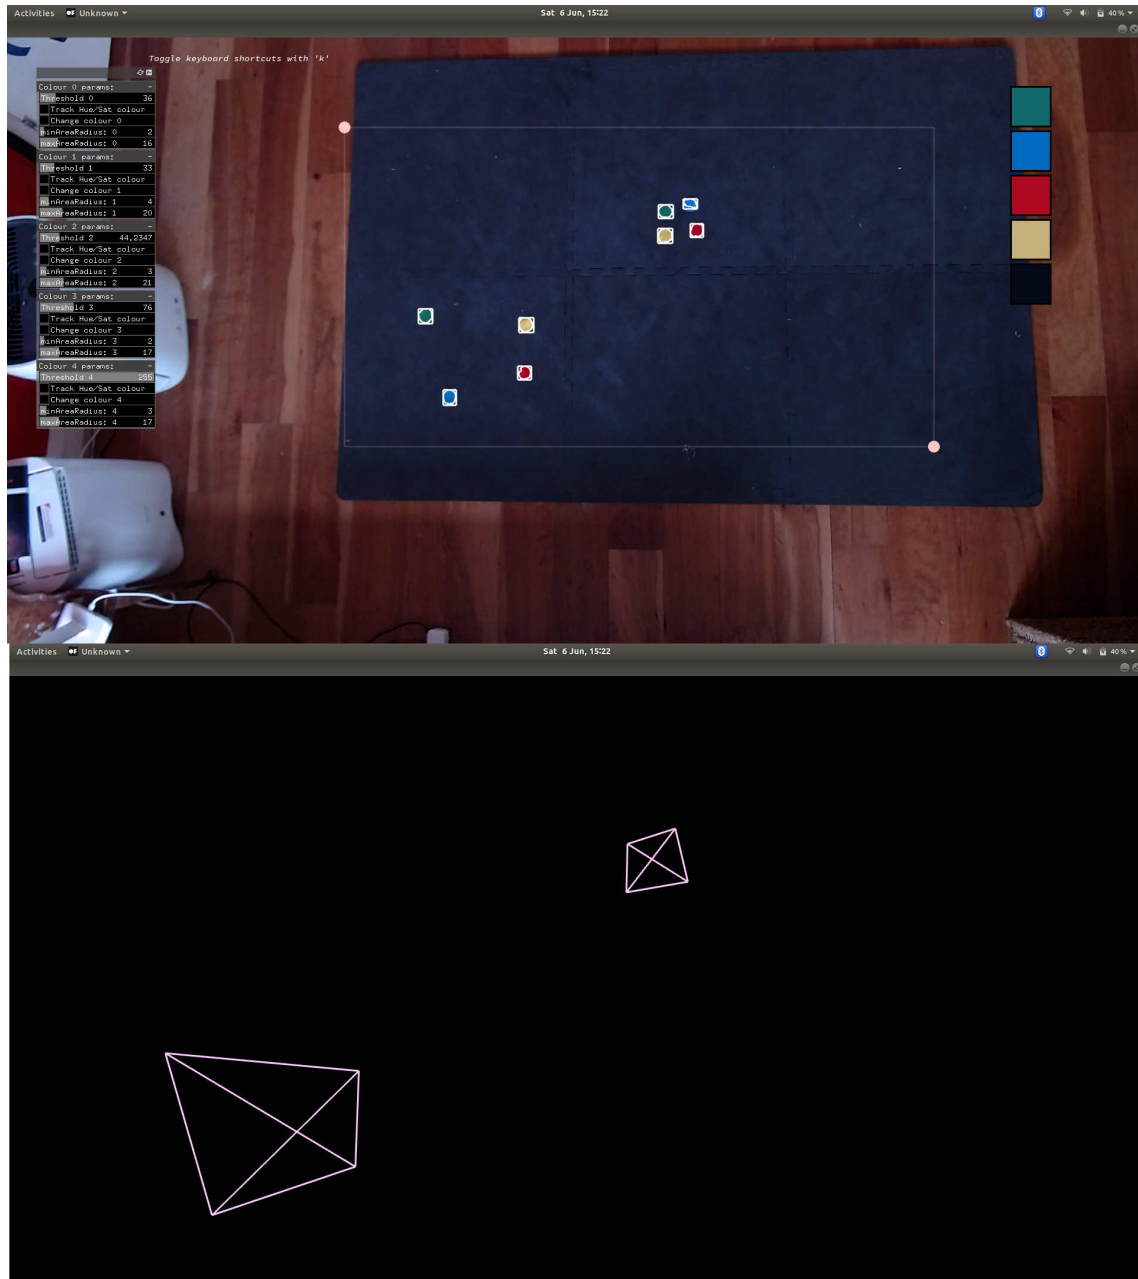 Activities Unknown Sat 6 Jun, 15:22 40%
Toggle keyboard shortcuts with 'k'
Colour 0 params: -
Threshold 0 36
Track Hue/Sat colour
Change colour 0
minAreaRadius: 0 2
maxAreaRadius: 0 16
Colour 1 params: -
Threshold 1 33
Track Hue/Sat colour
Change colour 1
minAreaRadius: 1 4
maxAreaRadius: 1 20
Colour 2 params: -
Threshold 2 44.2347
Track Hue/Sat colour
Change colour 2
minAreaRadius: 2 3
maxAreaRadius: 2 21
Colour 3 params: -
Threshold 3 76
Track Hue/Sat colour
Change colour 3
minAreaRadius: 3 2
maxAreaRadius: 3 17
Colour 4 params: -
Threshold 4 255
Track Hue/Sat colour
Change colour 4
minAreaRadius: 4 3
maxAreaRadius: 4 17
Activities Unknown Sat 6 Jun, 15:22 40%